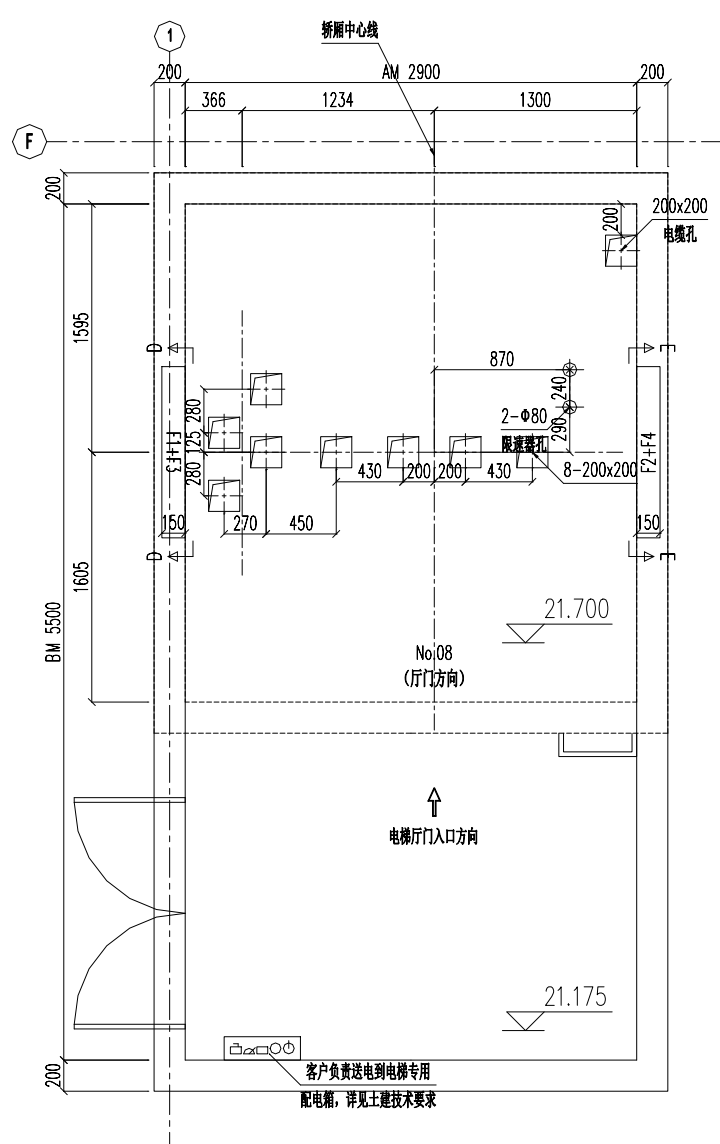 轿厢中心线
1
200
AM 2900
200
366
1234
1300
F
200
200
200x200
电缆孔
1595
D
E
870
280
240
2-Φ80
125
290
限速器孔
F1+F3
F2+F4
280
430
200
200
430
8-200x200
150
270
450
150
D
E
1605
21.700
BM 5500
No.08
(厅门方向)
电梯厅门入口方向
21.175
200
客户负责送电到电梯专用
配电箱，详见土建技术要求